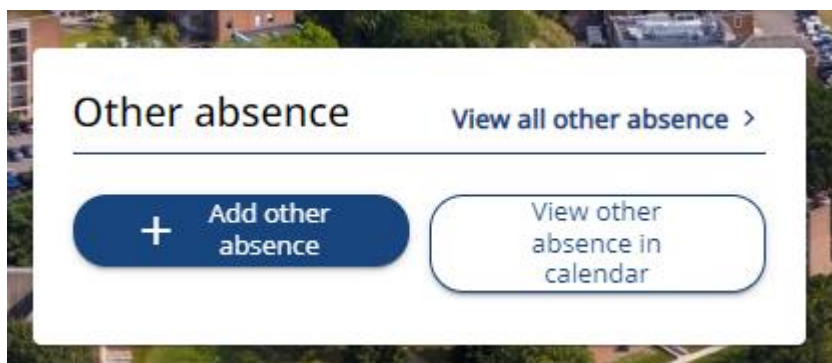 Other absence
View all other absence >
+ Add other
absence
View other
absence in
calendar